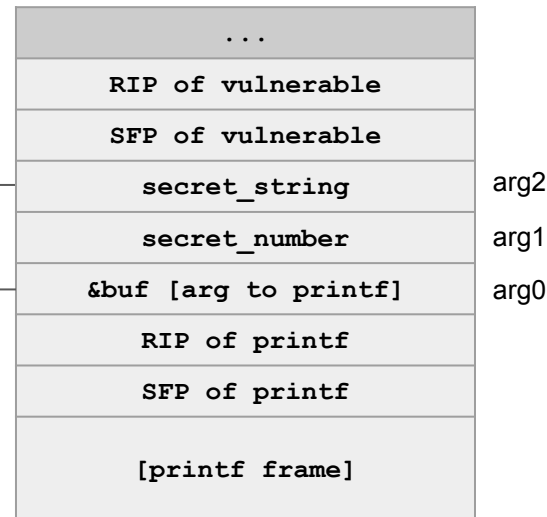 ...
RIP of vulnerable
SFP of vulnerable
secret_string arg2
secret_number arg1
&buf [arg to printf] arg0
RIP of printf
SFP of printf
[printf frame]